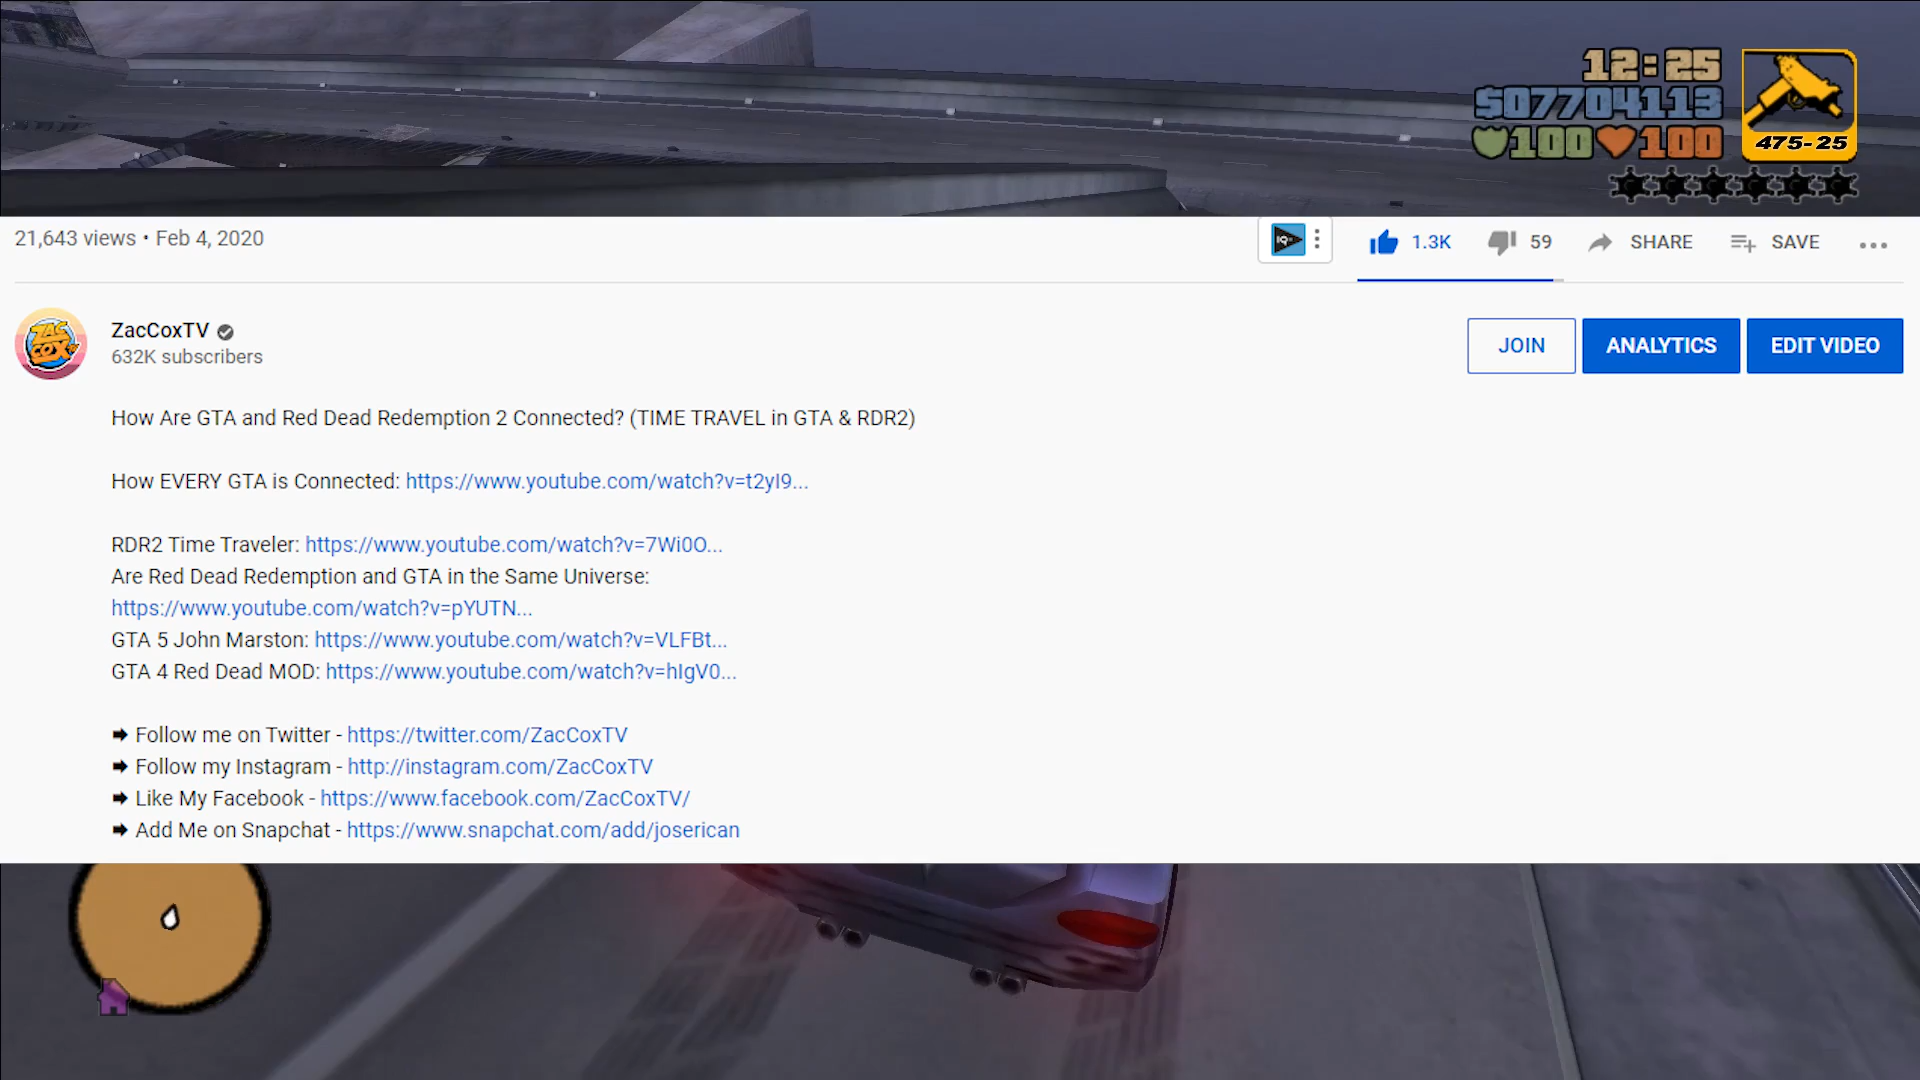 12:25
$07704113
100 100
475-25
21,643 views • Feb 4, 2020
IQ
1.3K 59 SHARE SAVE
ZAC COX
ZacCoxTV
632K subscribers
JOIN ANALYTICS EDIT VIDEO
How Are GTA and Red Dead Redemption 2 Connected? (TIME TRAVEL in GTA & RDR2)
How EVERY GTA is Connected: https://www.youtube.com/watch?v=t2yI9...
RDR2 Time Traveler: https://www.youtube.com/watch?v=7Wi0O...
Are Red Dead Redemption and GTA in the Same Universe:
https://www.youtube.com/watch?v=pYUTN...
GTA 5 John Marston: https://www.youtube.com/watch?v=VLFBt...
GTA 4 Red Dead MOD: https://www.youtube.com/watch?v=hIgV0...
➡ Follow me on Twitter - https://twitter.com/ZacCoxTV
➡ Follow my Instagram - http://instagram.com/ZacCoxTV
➡ Like My Facebook - https://www.facebook.com/ZacCoxTV/
➡ Add Me on Snapchat - https://www.snapchat.com/add/joserican